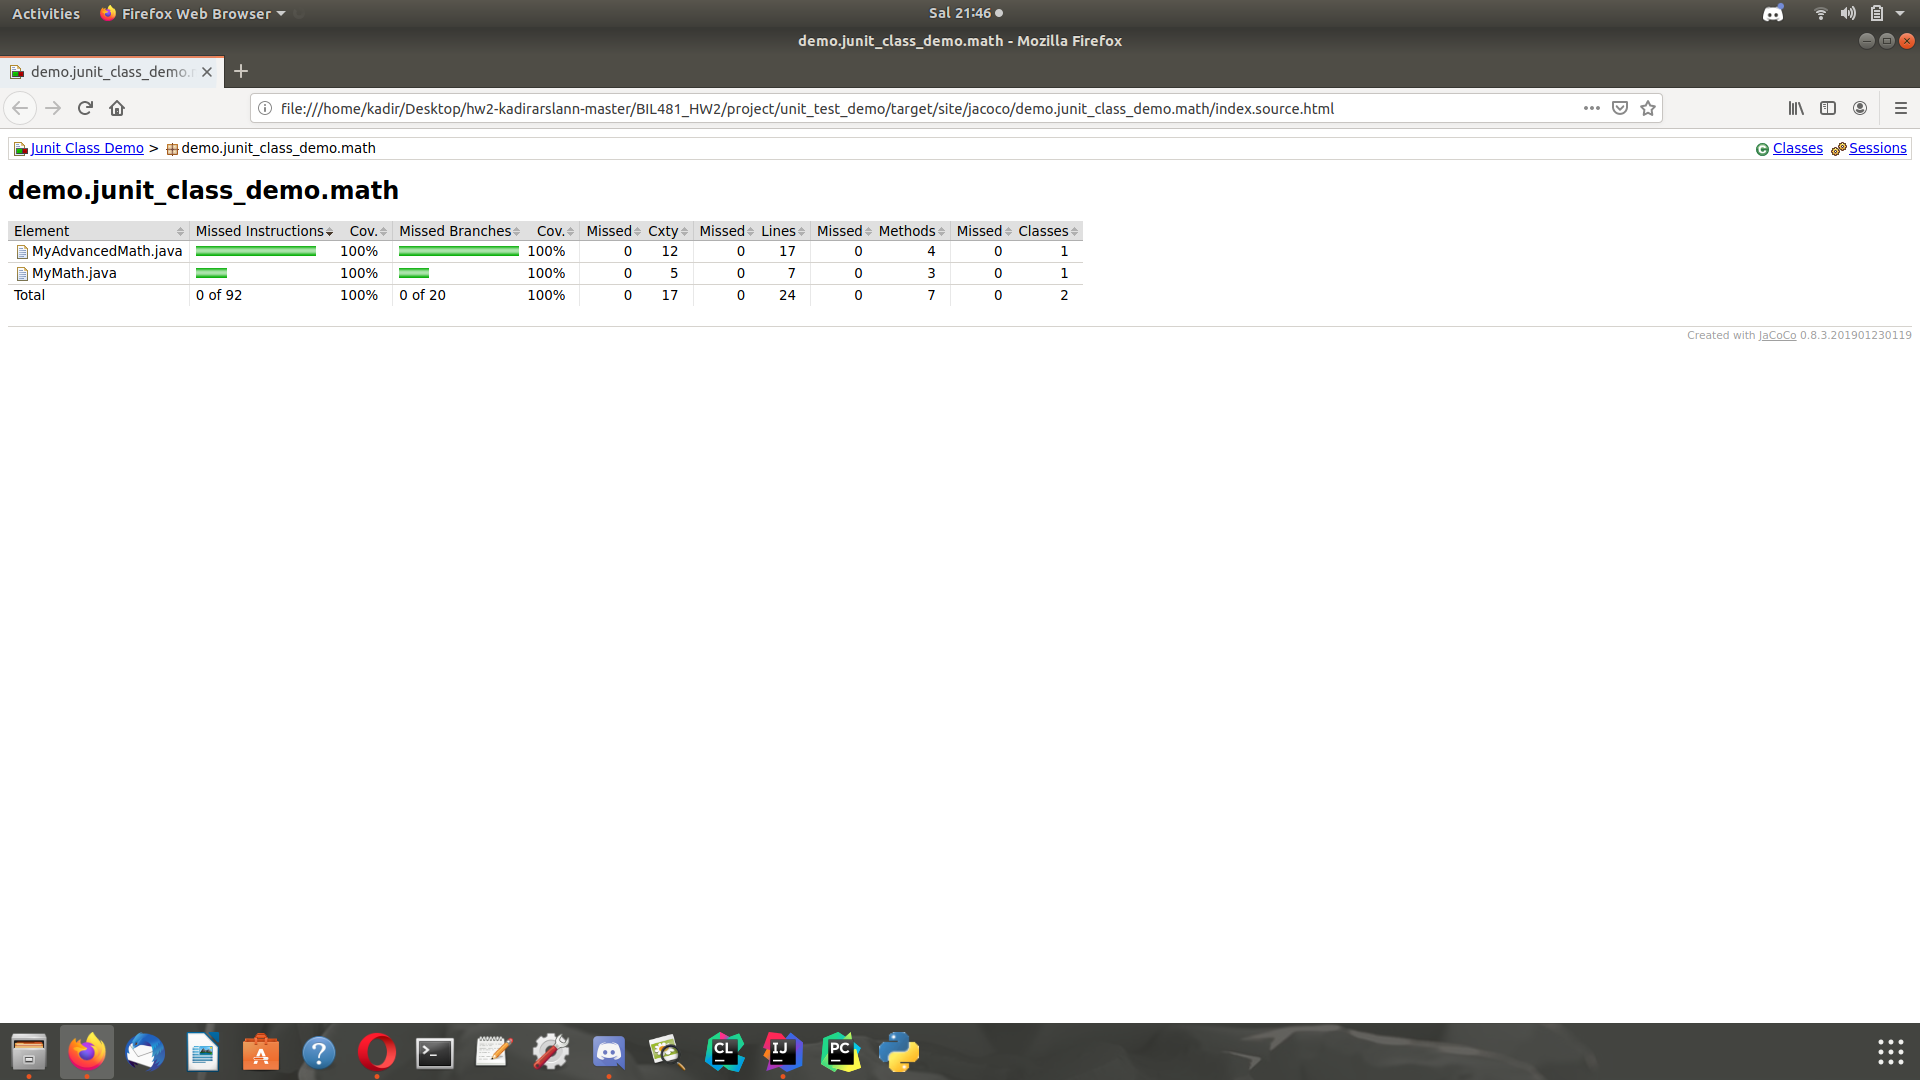 Activities Firefox Web Browser Sal 21:46
demo.junit_class_demo.math - Mozilla Firefox
demo.junit_class_demo.
file:///home/kadir/Desktop/hw2-kadirarslann-master/BIL481_HW2/project/unit_test_demo/target/site/jacoco/demo.junit_class_demo.math/index.source.html
Junit Class Demo > demo.junit_class_demo.math Classes Sessions
demo.junit_class_demo.math
Element Missed Instructions Cov. Missed Branches Cov. Missed Cxty Missed Lines Missed Methods Missed Classes
MyAdvancedMath.java 100% 100% 0 12 0 17 0 4 0 1
MyMath.java 100% 100% 0 5 0 7 0 3 0 1
Total 0 of 92 100% 0 of 20 100% 0 17 0 24 0 7 0 2
Created with JaCoCo 0.8.3.201901230119
A ? >_ CL IJ PC